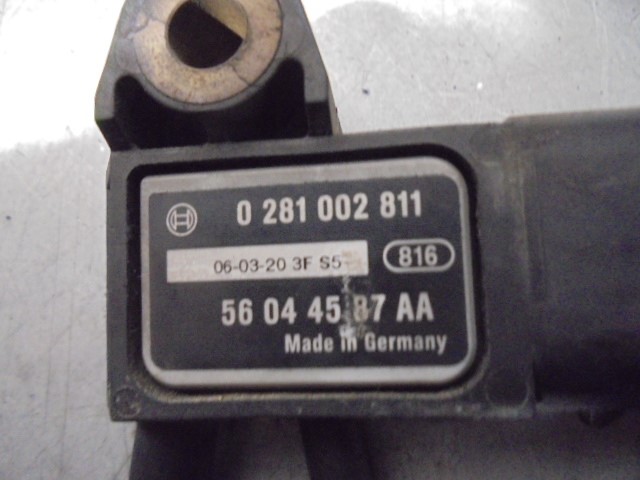 0 281 002 811
06-03-20 3F S5
816
56 04 45 87 AA
Made in Germany